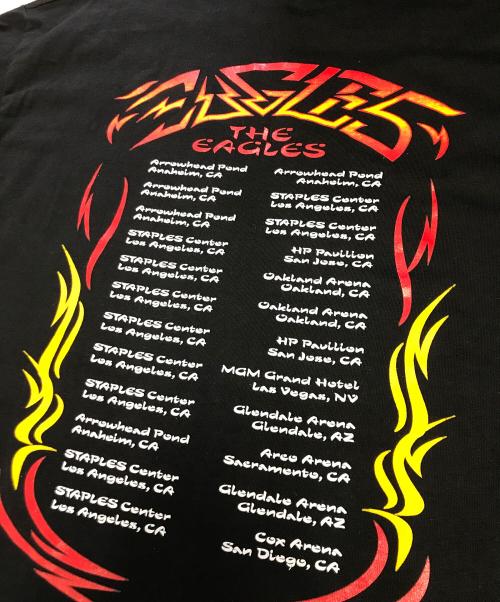 EAGLES
THE
EAGLES
Arrowhead Pond
Anaheim, CA
Arrowhead Pond
Anaheim, CA
Arrowhead Pond
Anaheim, CA
STAPLES Center
Los Angeles, CA
STAPLES Center
Los Angeles, CA
STAPLES Center
Los Angeles, CA
STAPLES Center
Los Angeles, CA
STAPLES Center
Los Angeles, CA
STAPLES Center
Los Angeles, CA
Arrowhead Pond
Anaheim, CA
STAPLES Center
Los Angeles, CA
STAPLES Center
Los Angeles, CA
Arrowhead Pond
Anaheim, CA
STAPLES Center
Los Angeles, CA
STAPLES Center
Los Angeles, CA
HP Pavilion
San Jose, CA
Oakland Arena
Oakland, CA
Oakland Arena
Oakland, CA
HP Pavilion
San Jose, CA
MGM Grand Hotel
Las Vegas, NV
Glendale Arena
Glendale, AZ
Arco Arena
Sacramento, CA
Glendale Arena
Glendale, AZ
Cox Arena
San Diego, CA